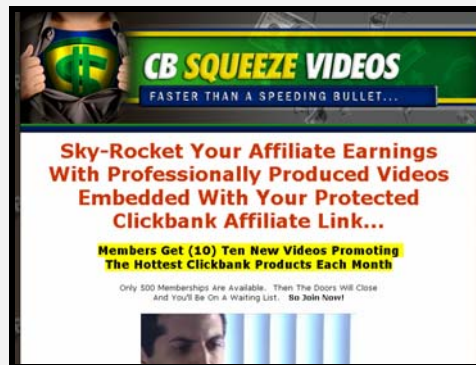 CB SQUEEZE VIDEOS
FASTER THAN A SPEEDING BULLET...
Sky-Rocket Your Affiliate Earnings
With Professionally Produced Videos
Embedded With Your Protected
Clickbank Affiliate Link...
Members Get (10) Ten New Videos Promoting
The Hottest Clickbank Products Each Month
Only 500 Memberships Are Available. Then The Doors Will Close
And You'll Be On A Waiting List. So Join Now!